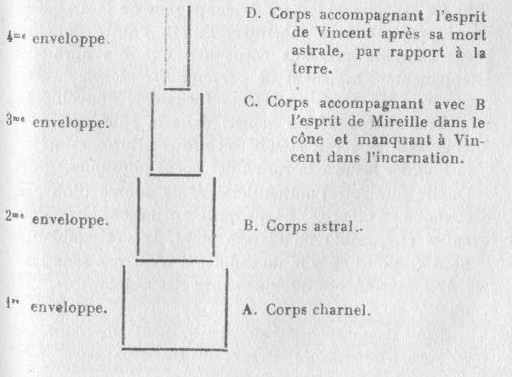 4me enveloppe.
D. Corps accompagnant l'esprit
de Vincent après sa mort
astrale, par rapport à la
terre.
3me enveloppe.
C. Corps accompagnant avec B
l'esprit de Mireille dans le
cône et manquant à Vin-
cent dans l'incarnation.
2me enveloppe.
B. Corps astral..
1re enveloppe.
A. Corps charnel.